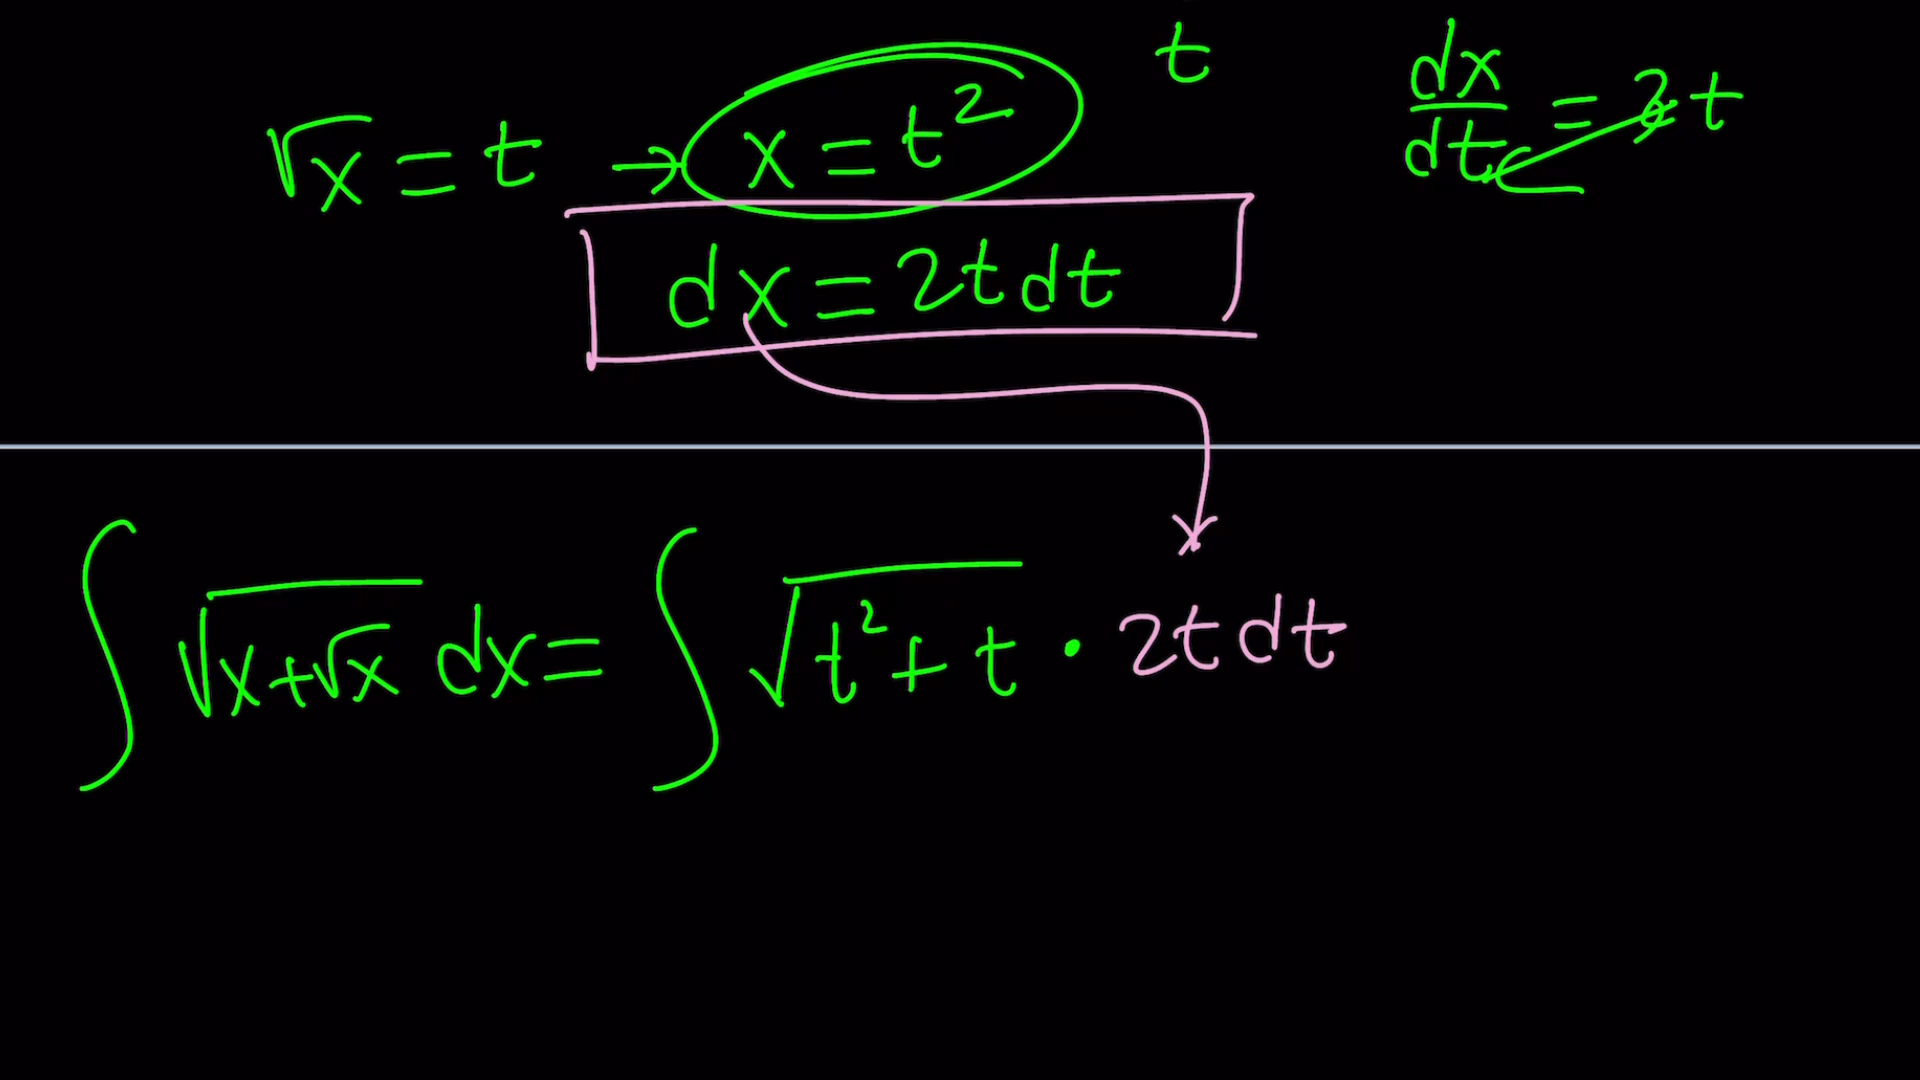 √x = t → x = t² t dx/dt = 2t
dx = 2t dt
∫ √(x+√x) dx = ∫ √(t² + t) · 2t dt